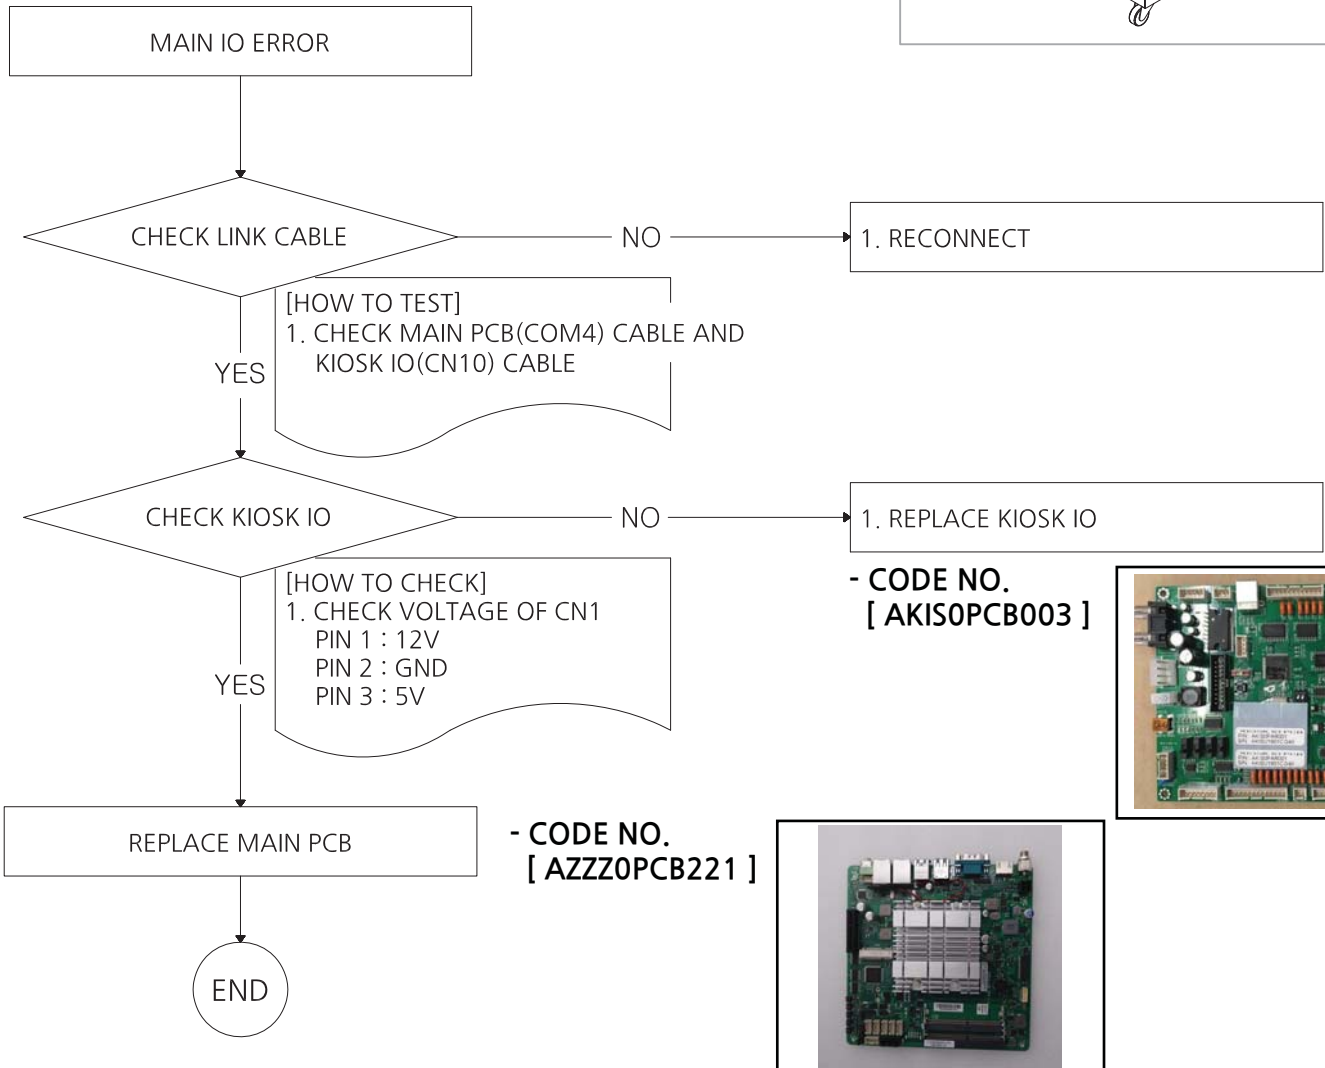 MAIN IO ERROR
CHECK LINK CABLE
NO
1. RECONNECT
[HOW TO TEST]
1. CHECK MAIN PCB(COM4) CABLE AND
KIOSK IO(CN10) CABLE
YES
CHECK KIOSK IO
NO
1. REPLACE KIOSK IO
[HOW TO CHECK]
1. CHECK VOLTAGE OF CN1
PIN 1 : 12V
PIN 2 : GND
PIN 3 : 5V
YES
- CODE NO.
[ AKIS0PCB003 ]
REPLACE MAIN PCB
- CODE NO.
[ AZZZ0PCB221 ]
END